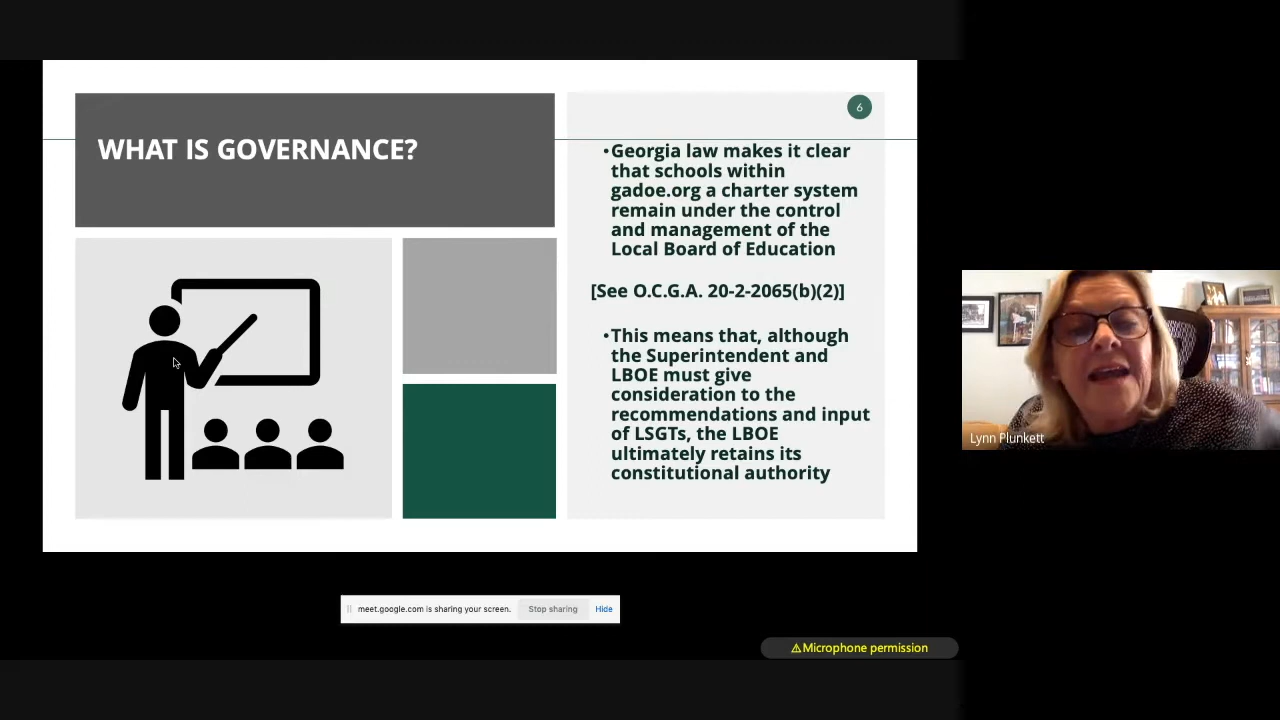 WHAT IS GOVERNANCE?
6
•Georgia law makes it clear
that schools within
gadoe.org a charter system
remain under the control
and management of the
Local Board of Education
[See O.C.G.A. 20-2-2065(b)(2)]
•This means that, although
the Superintendent and
LBOE must give
consideration to the
recommendations and input
of LSGTs, the LBOE
ultimately retains its
constitutional authority
Lynn Plunkett
meet.google.com is sharing your screen.
Stop sharing
Hide
⚠Microphone permission